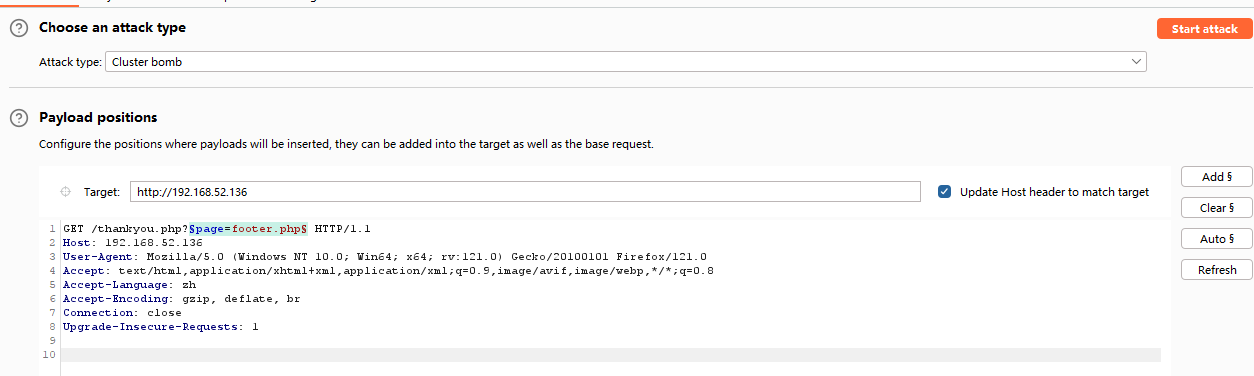 Choose an attack type
Start attack
Attack type: Cluster bomb
Payload positions
Configure the positions where payloads will be inserted, they can be added into the target as well as the base request.
Target: http://192.168.52.136
Update Host header to match target
Add §
Clear §
Auto §
Refresh
1 GET /thankyou.php?§page=footer.php§ HTTP/1.1
2 Host: 192.168.52.136
3 User-Agent: Mozilla/5.0 (Windows NT 10.0; Win64; x64; rv:121.0) Gecko/20100101 Firefox/121.0
4 Accept: text/html,application/xhtml+xml,application/xml;q=0.9,image/avif,image/webp,*/*;q=0.8
5 Accept-Language: zh
6 Accept-Encoding: gzip, deflate, br
7 Connection: close
8 Upgrade-Insecure-Requests: 1
9
10